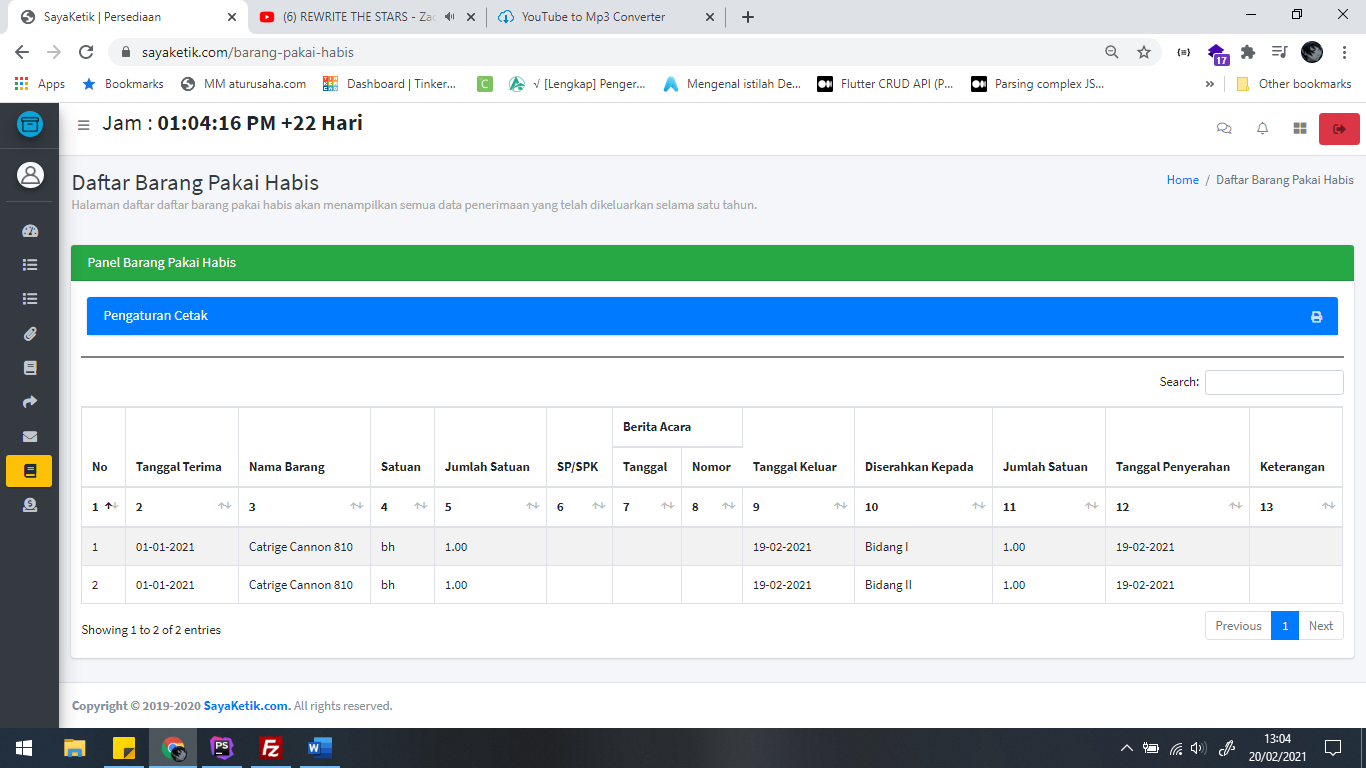 SayaKetik | Persediaan
(6) REWRITE THE STARS - Zac
YouTube to Mp3 Converter
sayaketik.com/barang-pakai-habis
17
Apps
Bookmarks
MM aturusaha.com
Dashboard | Tinker...
C
√ [Lengkap] Penger...
Mengenal istilah De...
Flutter CRUD API (P...
Parsing complex JS...
»
Other bookmarks
Jam : 01:04:16 PM +22 Hari
Daftar Barang Pakai Habis
Home / Daftar Barang Pakai Habis
Halaman daftar daftar barang pakai habis akan menampilkan semua data penerimaan yang telah dikeluarkan selama satu tahun.
Panel Barang Pakai Habis
Pengaturan Cetak
Search:
Berita Acara
No Tanggal Terima Nama Barang Satuan Jumlah Satuan SP/SPK Tanggal Nomor Tanggal Keluar Diserahkan Kepada Jumlah Satuan Tanggal Penyerahan Keterangan
1 2 3 4 5 6 7 8 9 10 11 12 13
1 01-01-2021 Catrige Cannon 810 bh 1.00 19-02-2021 Bidang I 1.00 19-02-2021
2 01-01-2021 Catrige Cannon 810 bh 1.00 19-02-2021 Bidang II 1.00 19-02-2021
Showing 1 to 2 of 2 entries
Previous 1 Next
Copyright © 2019-2020 SayaKetik.com. All rights reserved.
PS
FZ
W
13:04
20/02/2021